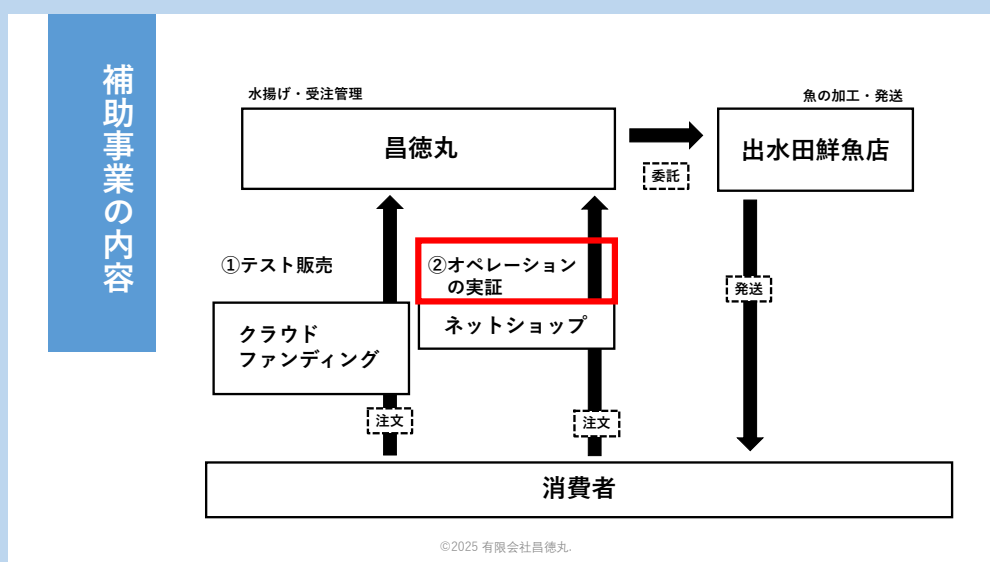 補助事業の内容
水揚げ・受注管理
魚の加工・発送
昌徳丸
出水田鮮魚店
委託
①テスト販売
②オペレーション
の実証
発送
クラウド
ファンディング
ネットショップ
注文
注文
消費者
©2025 有限会社昌徳丸.